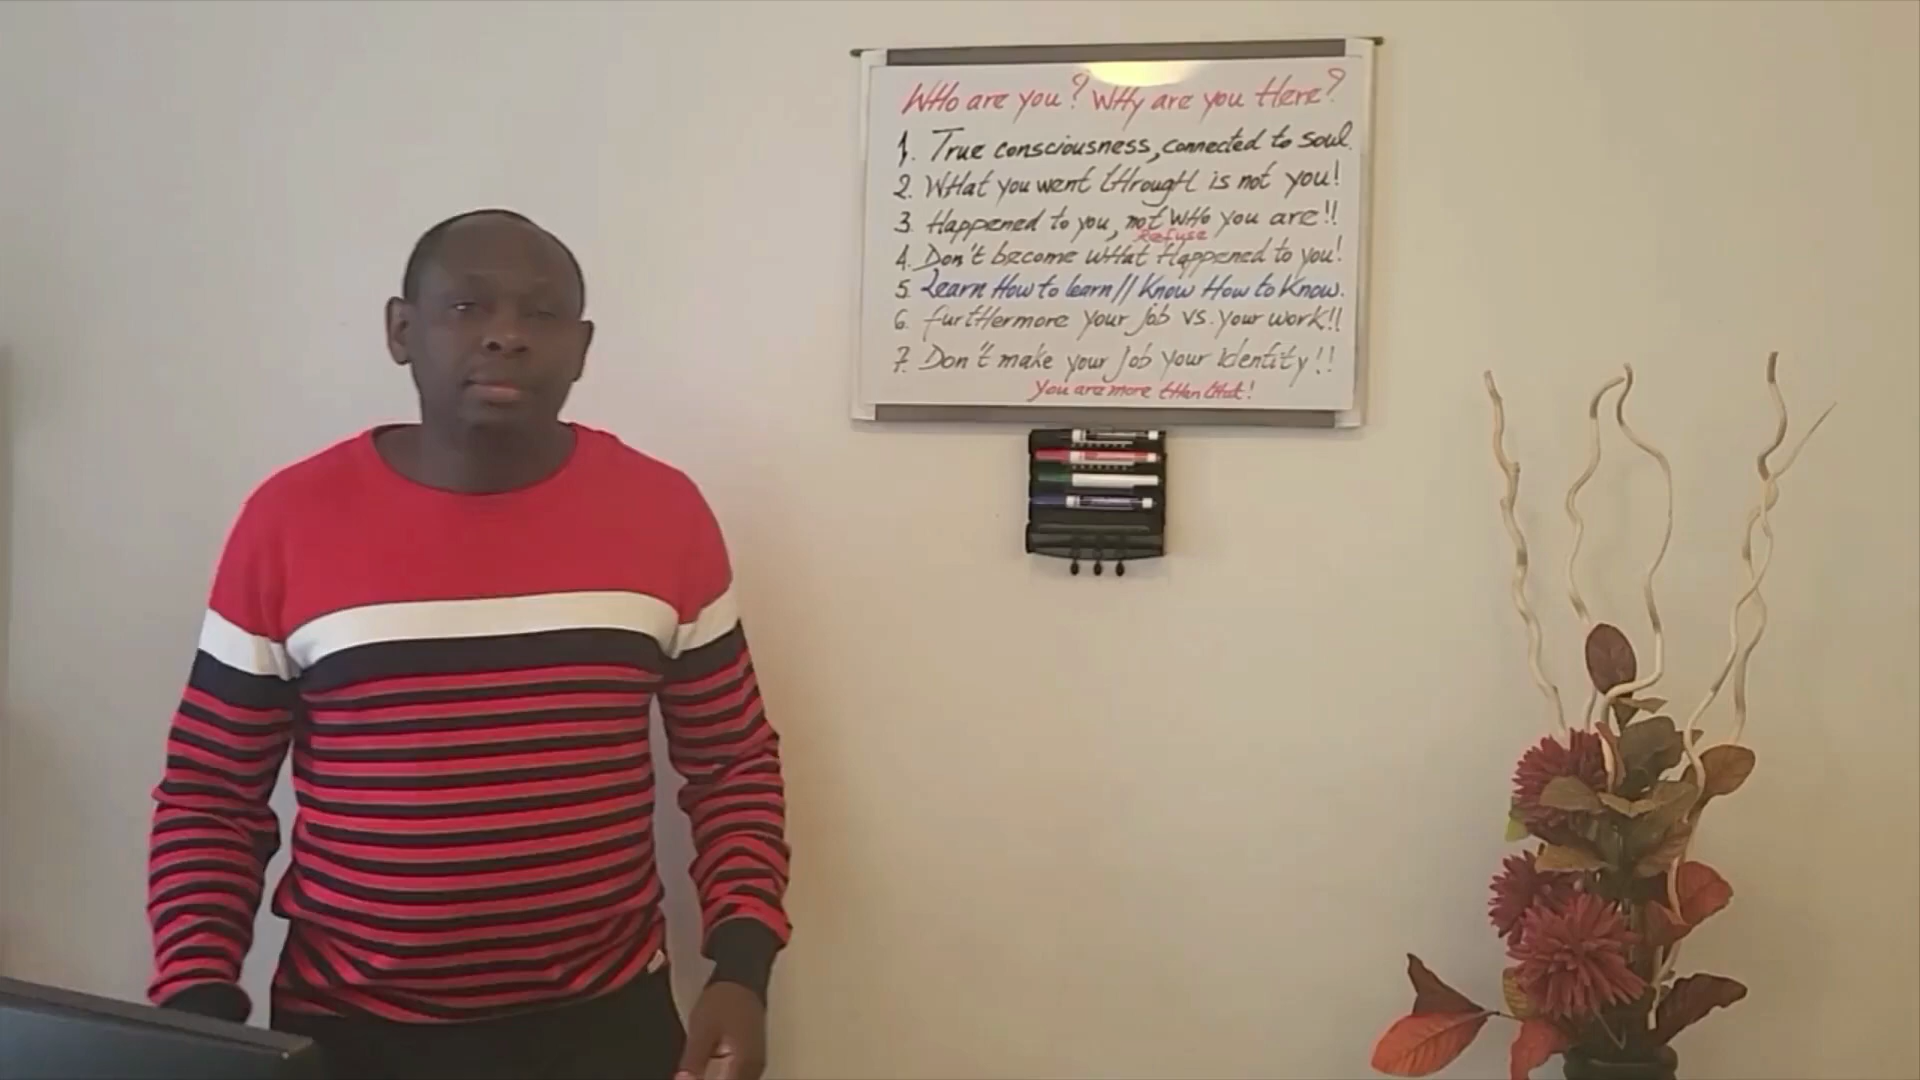 WHo are you? WHy are you Here?
1. True consciousness, connected to soul.
2. WHat you went tHrougH is not you!
3. Happened to you, not WHo you are!!
Refuse
4. Don't become wHat Happened to you!
5. Learn How to learn// Know How to Know.
6. furtHermore your job vs. your work!!
7. Don't make your Job your identity!!
You are more tHen tHat!